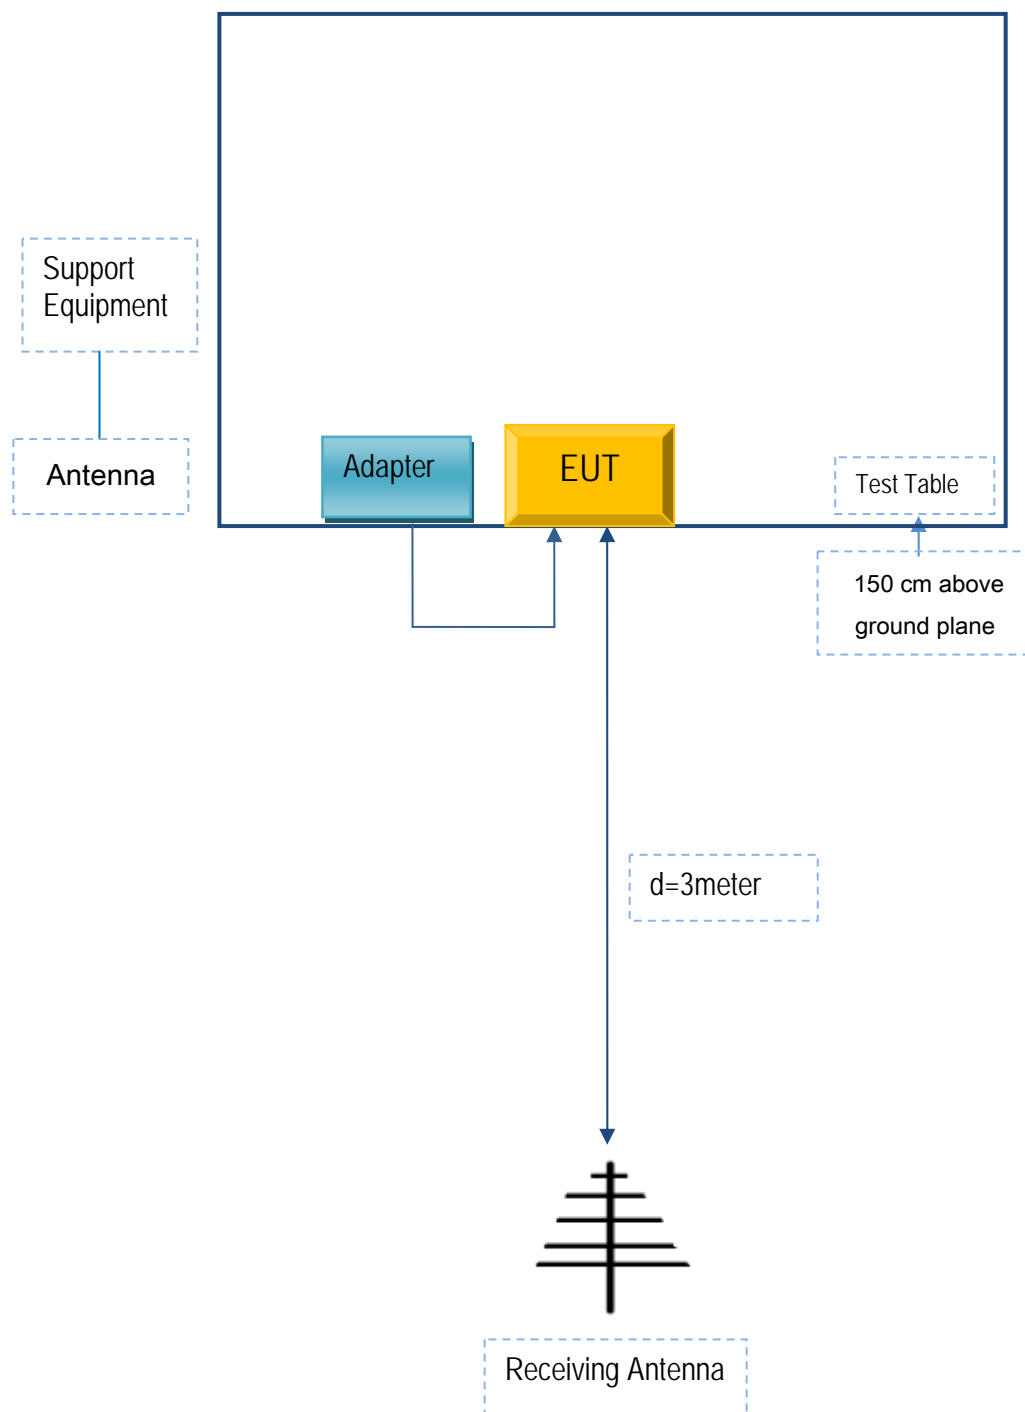 Support
Equipment
Antenna
Adapter
EUT
Test Table
150 cm above
ground plane
d=3meter
Receiving Antenna